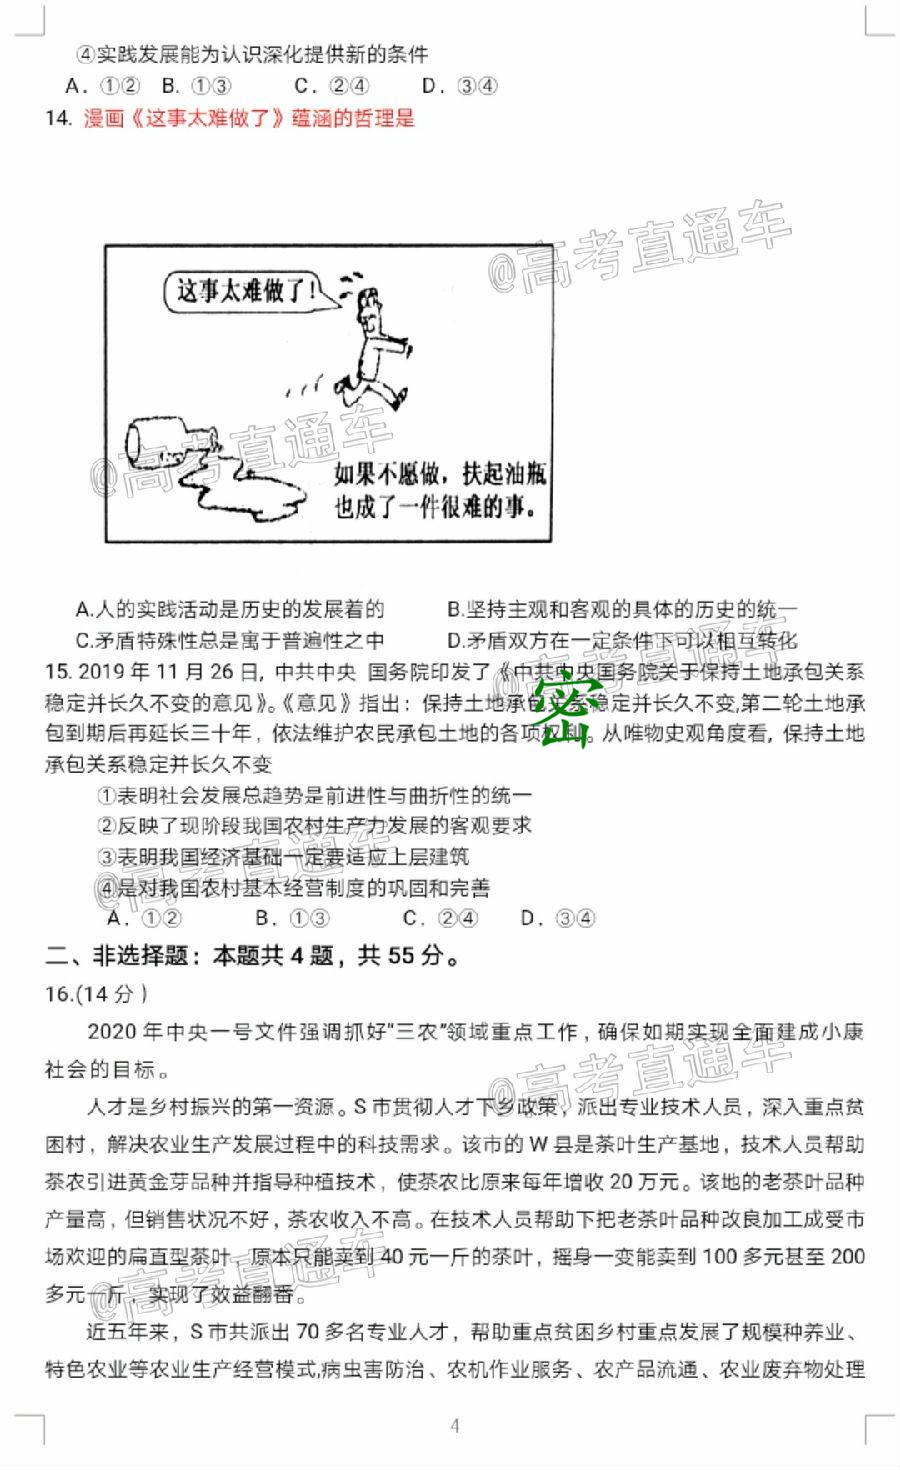 ④实践发展能为认识深化提供新的条件
A. ①② B. ①③ C. ②④ D. ③④
14. 漫画《这事太难做了》蕴涵的哲理是
@高考直通车
这事太难做了!
@高考直通车
如果不愿做，扶起油瓶
也成了一件很难的事。
A.人的实践活动是历史的发展着的 B.坚持主观和客观的具体的历史的统一
C.矛盾特殊性总是寓于普遍性之中 D.矛盾双方在一定条件下可以相互转化
@高考直通车
15. 2019 年 11 月 26 日, 中共中央 国务院印发了《中共中央国务院关于保持土地承包关系
稳定并长久不变的意见》。《意见》指出：保持土地承包关系稳定并长久不变,第二轮土地承
密
包到期后再延长三十年，依法维护农民承包土地的各项权利。从唯物史观角度看, 保持土地
承包关系稳定并长久不变
①表明社会发展总趋势是前进性与曲折性的统一
②反映了现阶段我国农村生产力发展的客观要求
③表明我国经济基础一定要适应上层建筑
@高考直通车
④是对我国农村基本经营制度的巩固和完善
A. ①② B. ①③ C. ②④ D. ③④
二、非选择题：本题共 4 题，共 55 分。
16.(14 分 )
2020 年中央一号文件强调抓好"三农"领域重点工作，确保如期实现全面建成小康
社会的目标。
@高考直通车
人才是乡村振兴的第一资源。S 市贯彻人才下乡政策，派出专业技术人员，深入重点贫
困村，解决农业生产发展过程中的科技需求。该市的 W 县是茶叶生产基地，技术人员帮助
茶农引进黄金芽品种并指导种植技术，使茶农比原来每年增收 20 万元。该地的老茶叶品种
产量高，但销售状况不好，茶农收入不高。在技术人员帮助下把老茶叶品种改良加工成受市
场欢迎的扁直型茶叶，原本只能卖到 40 元一斤的茶叶，摇身一变能卖到 100 多元甚至 200
多元一斤，实现了效益翻番。
@高考直通车
近五年来，S 市共派出 70 多名专业人才，帮助重点贫困乡村重点发展了规模种养业、
特色农业等农业生产经营模式,病虫害防治、农机作业服务、农产品流通、农业废弃物处理
4